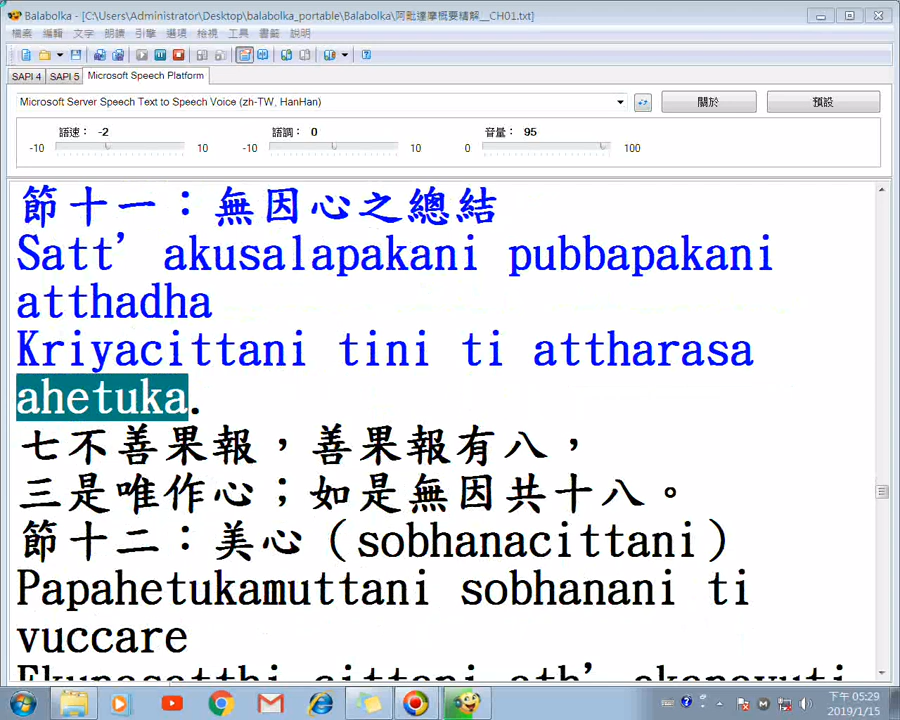 Balabolka - [C:\Users\Administrator\Desktop\balabolka_portable\Balabolka\阿毗達摩概要精解__CH01.txt]
檔案 編輯 文字 朗讀 引擎 選項 檢視 工具 書籤 說明
SAPI 4 SAPI 5 Microsoft Speech Platform
Microsoft Server Speech Text to Speech Voice (zh-TW, HanHan) 關於 預設
語速： -2 語調： 0 音量： 95
-10 10 -10 10 0 100
節十一：無因心之總結
Satt’ akusalapakani pubbapakani
atthadha
Kriyacittani tini ti attharasa
ahetuka.
七不善果報，善果報有八，
三是唯作心；如是無因共十八。
節十二：美心（sobhanacittani）
Papahetukamuttani sobhanani ti
vuccare
Ekunasatthi cittani ath’ ekanavuti
下午 05:29
2019/1/15